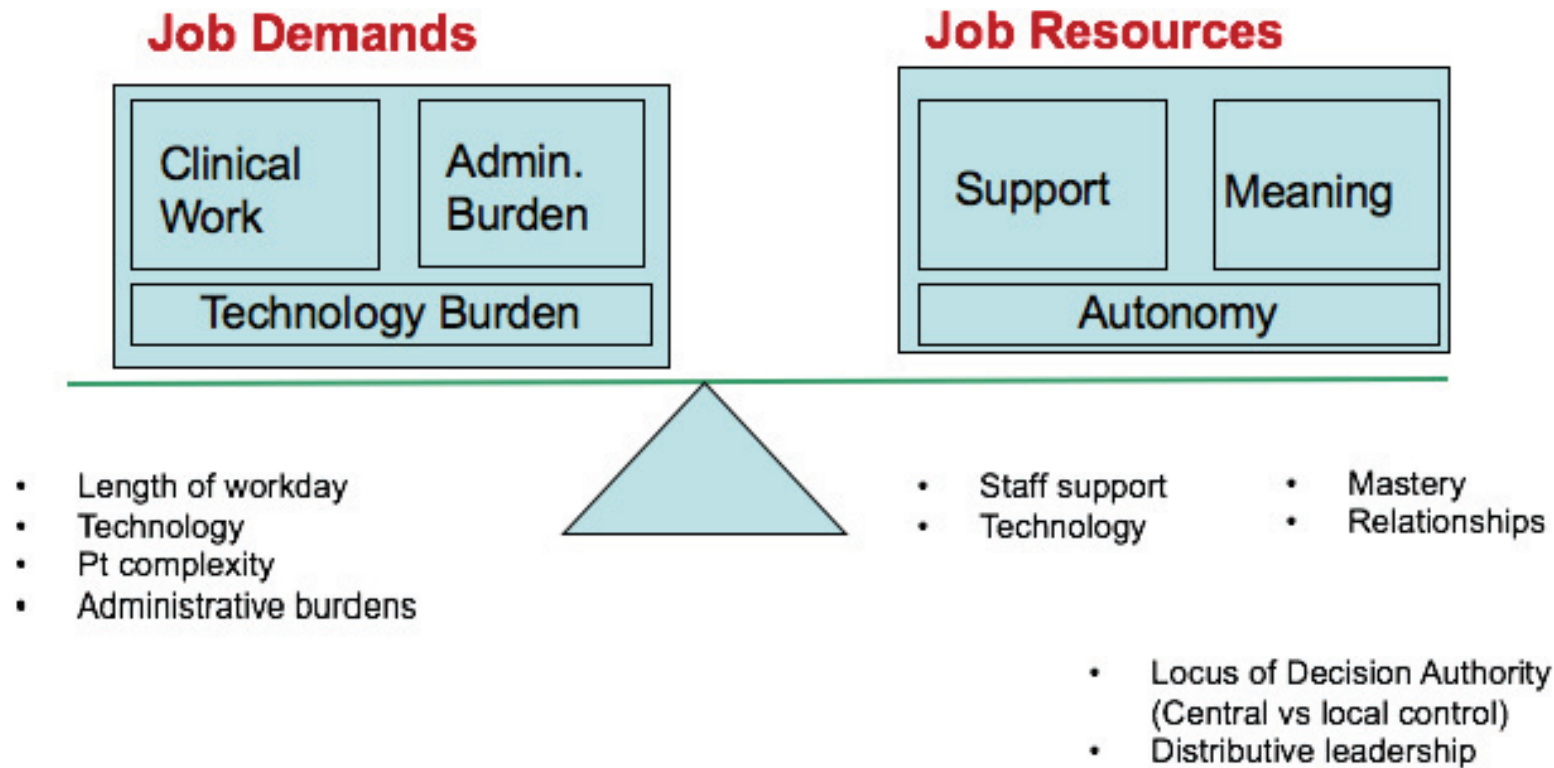 Job Demands
Clinical
Work
Admin.
Burden
Technology Burden
Job Resources
Support
Meaning
Autonomy
• Length of workday
• Technology
• Pt complexity
• Administrative burdens
• Staff support
• Technology
• Mastery
• Relationships
• Locus of Decision Authority
(Central vs local control)
• Distributive leadership